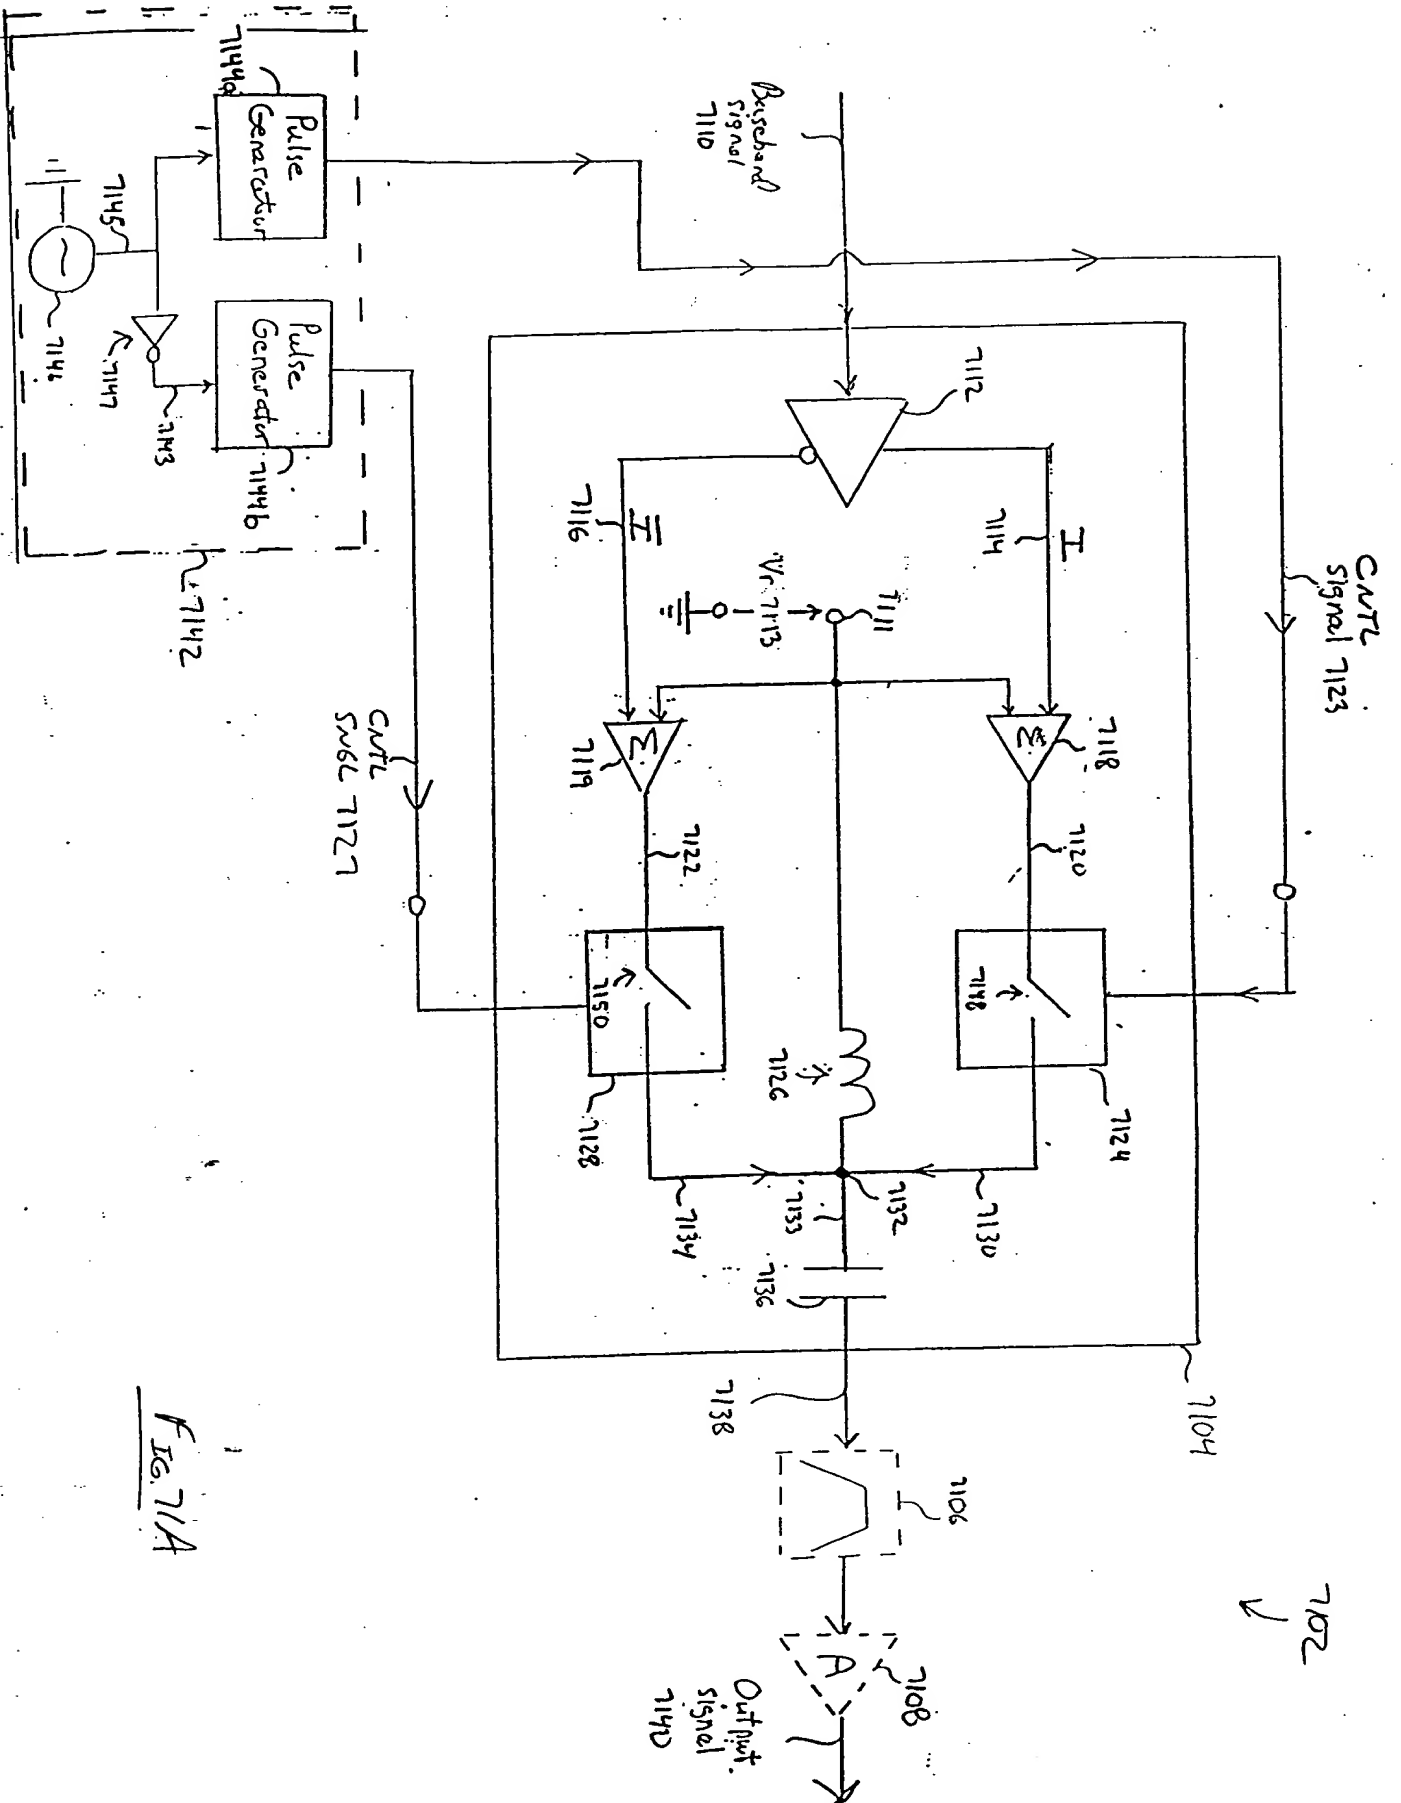 7102
CNTL
signal 7123
7104
7112
7114
I
7118
Σ
7120
7148
7124
7130
Baseband
signal
7110
7111
Vr 7113
7126
7132
7133
7136
7138
7106
7108
A
Output
signal
7140
7116
I
7119
Σ
7122
7150
7128
7134
CNTL
SNGL 7127
7144a
Pulse
Generator
7145
7146
7147
7143
Pulse
Generator
7144b
7142
FIG. 71A